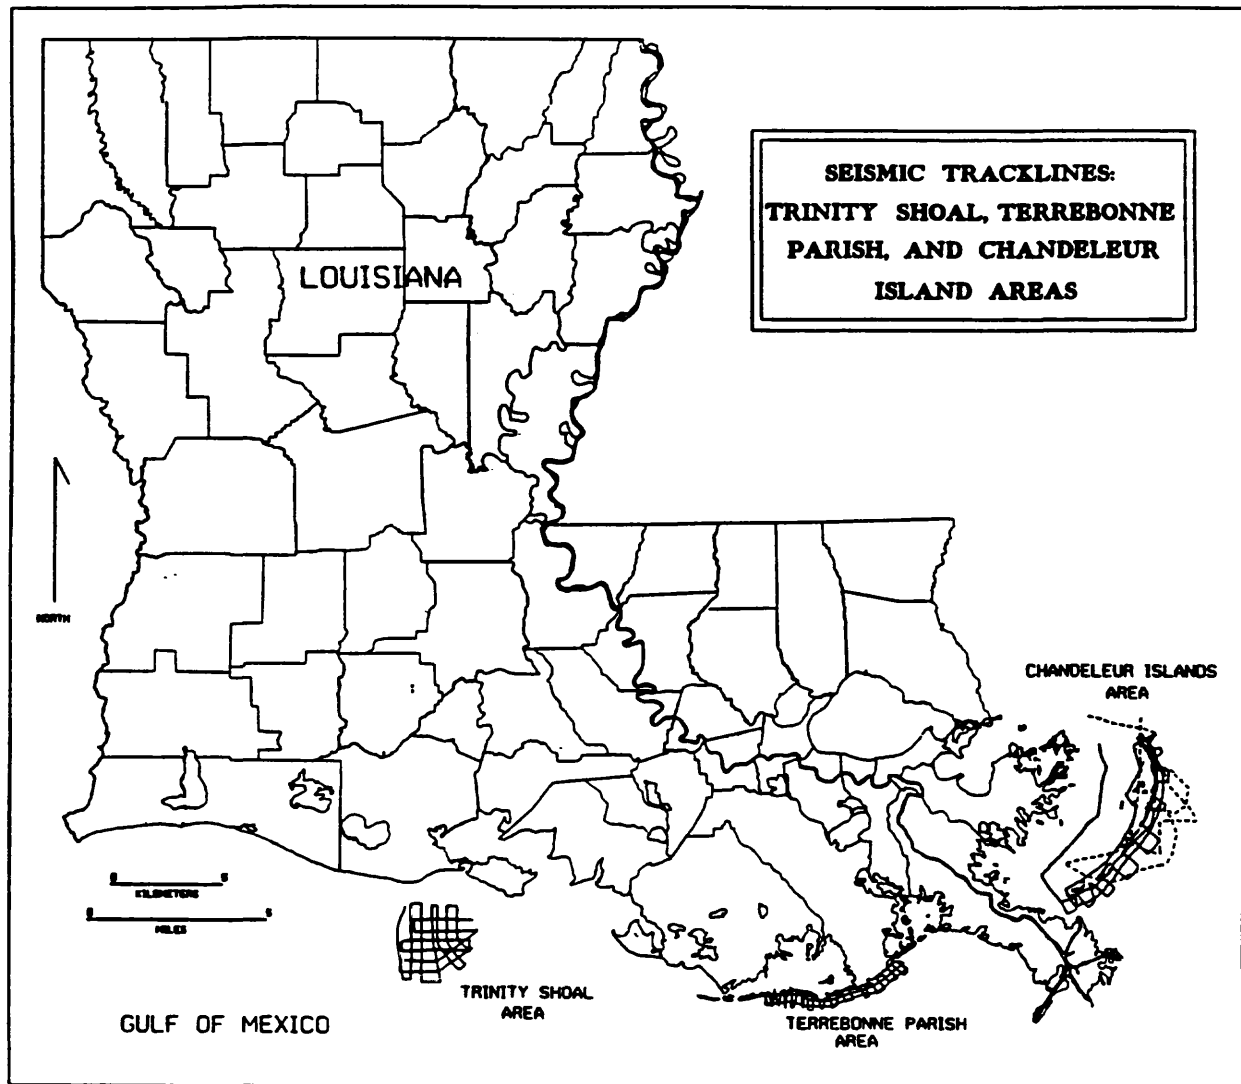 SEISMIC TRACKLINES:
TRINITY SHOAL, TERREBONNE
PARISH, AND CHANDELEUR
ISLAND AREAS
LOUISIANA
NORTH
CHANDELEUR ISLANDS
AREA
KILOMETERS
MILES
TRINITY SHOAL
AREA
TERREBONNE PARISH
AREA
GULF OF MEXICO